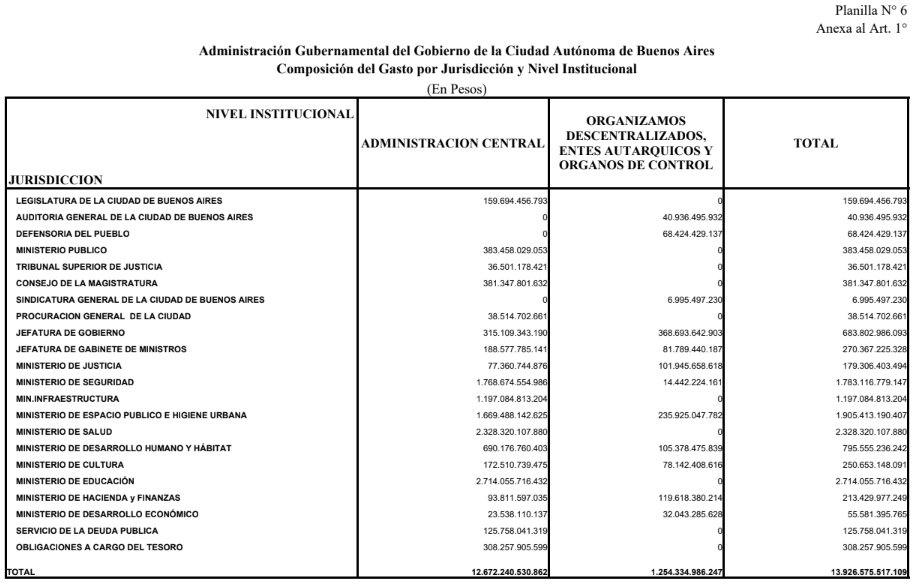 Planilla N° 6
Anexa al Art. 1°
Administración Gubernamental del Gobierno de la Ciudad Autónoma de Buenos Aires
Composición del Gasto por Jurisdicción y Nivel Institucional
(En Pesos)
NIVEL INSTITUCIONAL
JURISDICCION
ADMINISTRACION CENTRAL
ORGANIZAMOS
DESCENTRALIZADOS,
ENTES AUTARQUICOS Y
ORGANOS DE CONTROL
TOTAL
LEGISLATURA DE LA CIUDAD DE BUENOS AIRES 159.694.456.793 0 159.694.456.793
AUDITORIA GENERAL DE LA CIUDAD DE BUENOS AIRES 0 40.936.495.932 40.936.495.932
DEFENSORIA DEL PUEBLO 0 68.424.429.137 68.424.429.137
MINISTERIO PUBLICO 383.458.029.053 0 383.458.029.053
TRIBUNAL SUPERIOR DE JUSTICIA 36.501.178.421 0 36.501.178.421
CONSEJO DE LA MAGISTRATURA 381.347.801.632 0 381.347.801.632
SINDICATURA GENERAL DE LA CIUDAD DE BUENOS AIRES 0 6.995.497.230 6.995.497.230
PROCURACION GENERAL DE LA CIUDAD 38.514.702.661 0 38.514.702.661
JEFATURA DE GOBIERNO 315.109.343.190 368.693.642.903 683.802.986.093
JEFATURA DE GABINETE DE MINISTROS 188.577.785.141 81.789.440.187 270.367.225.328
MINISTERIO DE JUSTICIA 77.360.744.876 101.945.658.618 179.306.403.494
MINISTERIO DE SEGURIDAD 1.768.674.554.986 14.442.224.161 1.783.116.779.147
MIN.INFRAESTRUCTURA 1.197.084.813.204 0 1.197.084.813.204
MINISTERIO DE ESPACIO PUBLICO E HIGIENE URBANA 1.669.488.142.625 235.925.047.782 1.905.413.190.407
MINISTERIO DE SALUD 2.328.320.107.880 0 2.328.320.107.880
MINISTERIO DE DESARROLLO HUMANO Y HÁBITAT 690.176.760.403 105.378.475.839 795.555.236.242
MINISTERIO DE CULTURA 172.510.739.475 78.142.408.616 250.653.148.091
MINISTERIO DE EDUCACIÓN 2.714.055.716.432 0 2.714.055.716.432
MINISTERIO DE HACIENDA y FINANZAS 93.811.597.035 119.618.380.214 213.429.977.249
MINISTERIO DE DESARROLLO ECONÓMICO 23.538.110.137 32.043.285.628 55.581.395.765
SERVICIO DE LA DEUDA PUBLICA 125.758.041.319 0 125.758.041.319
OBLIGACIONES A CARGO DEL TESORO 308.257.905.599 0 308.257.905.599
TOTAL 12.672.240.530.862 1.254.334.986.247 13.926.575.517.109